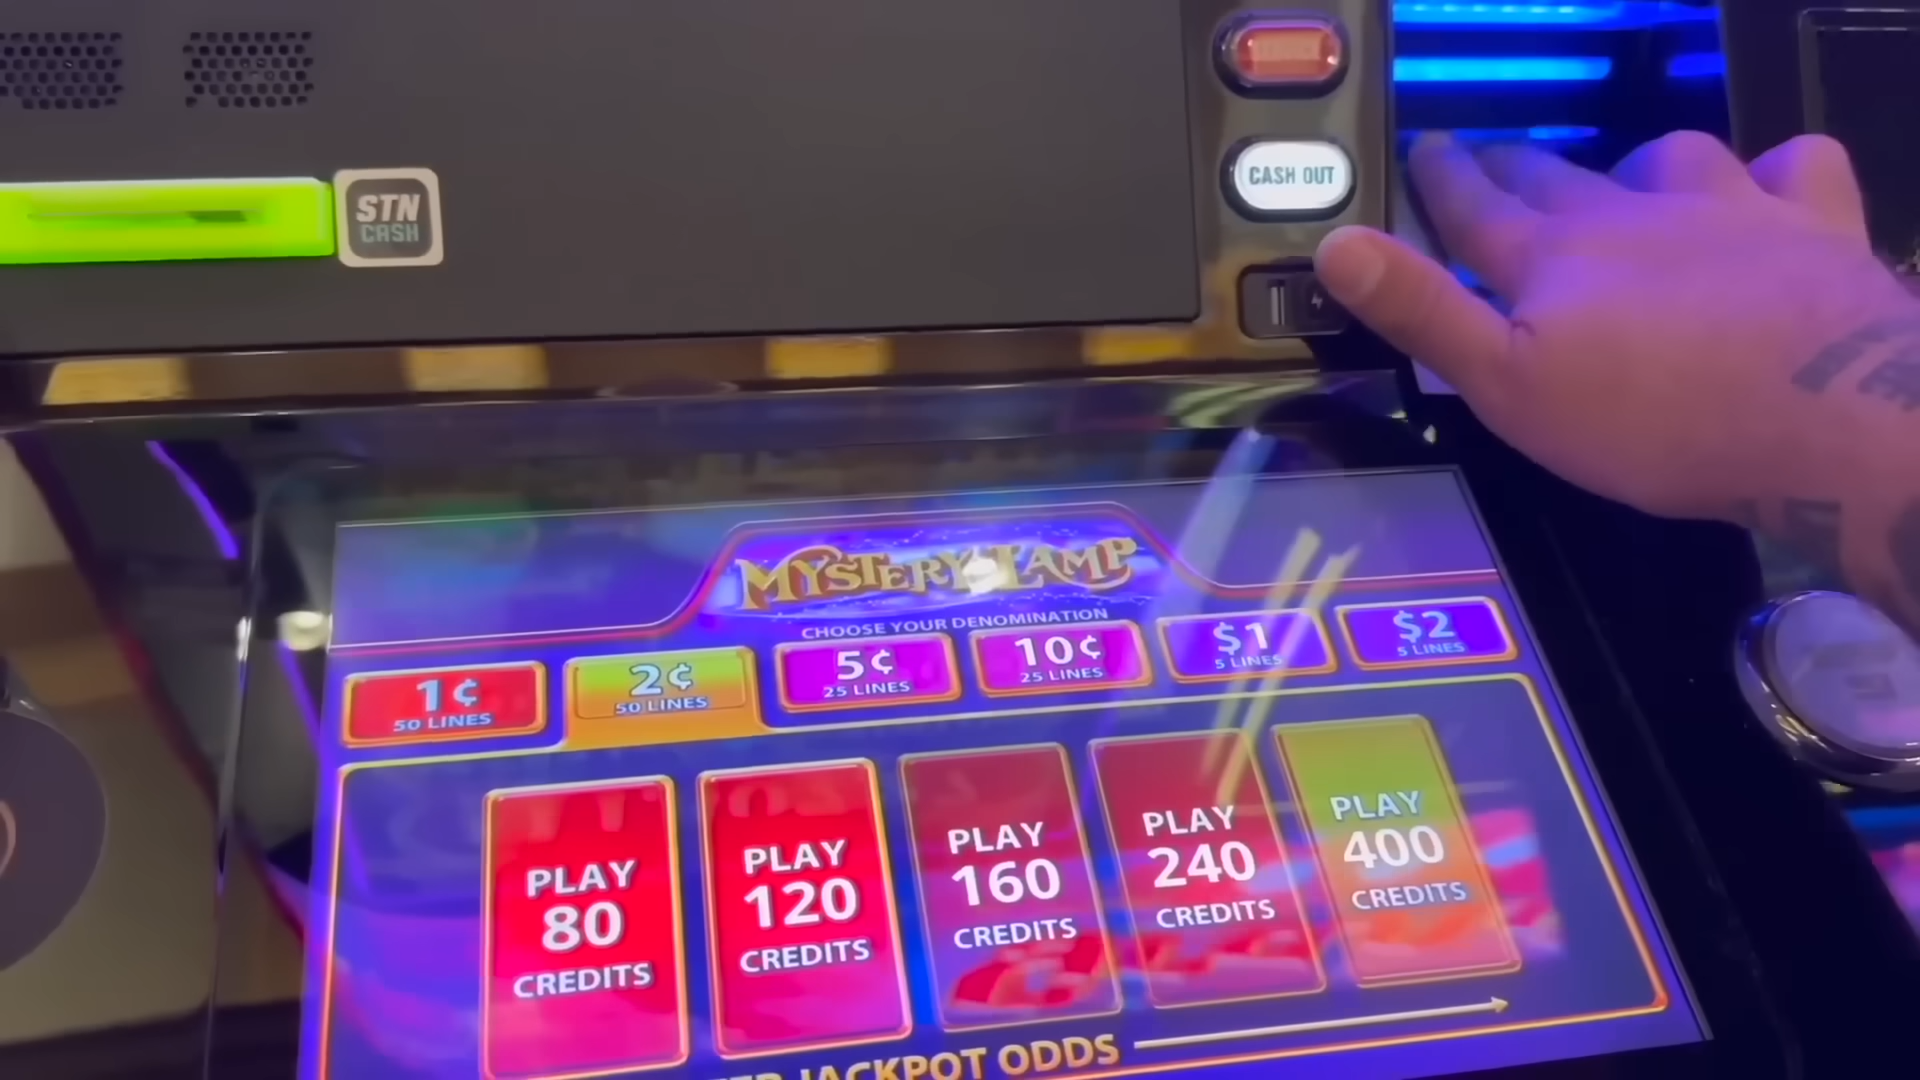 STN
CASH
CASH OUT
MYSTERY LAMP
CHOOSE YOUR DENOMINATION
1¢
50 LINES
2¢
50 LINES
5¢
25 LINES
10¢
25 LINES
$1
5 LINES
$2
5 LINES
PLAY
80
CREDITS
PLAY
120
CREDITS
PLAY
160
CREDITS
PLAY
240
CREDITS
PLAY
400
CREDITS
JACKPOT ODDS